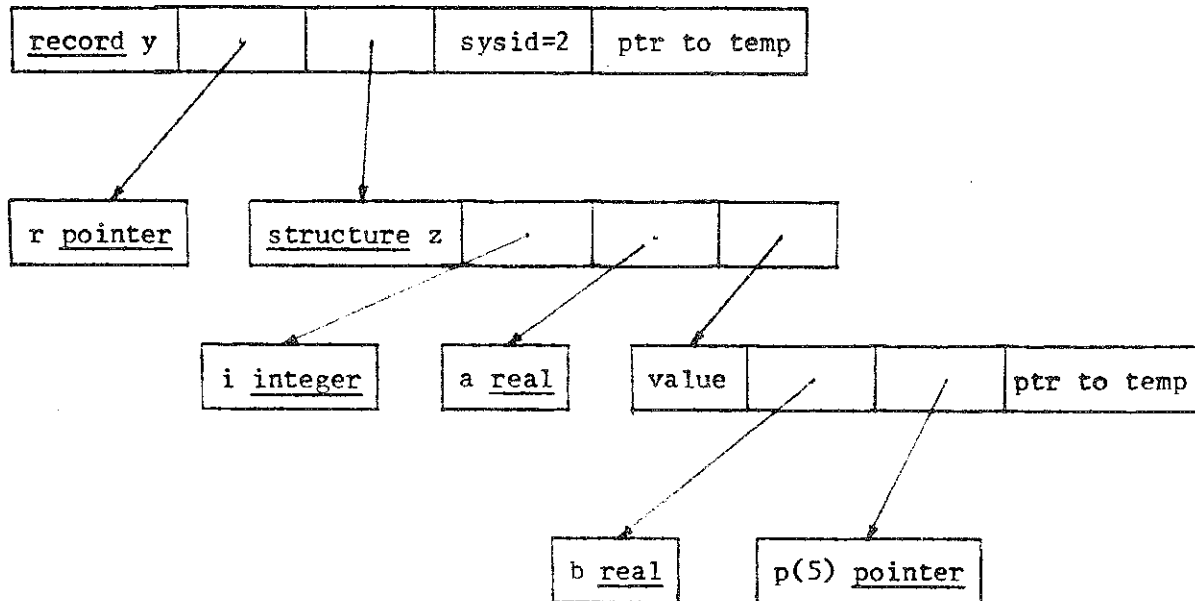 record y sysid=2 ptr to temp
r pointer structure z
i integer a real value ptr to temp
b real p(5) pointer